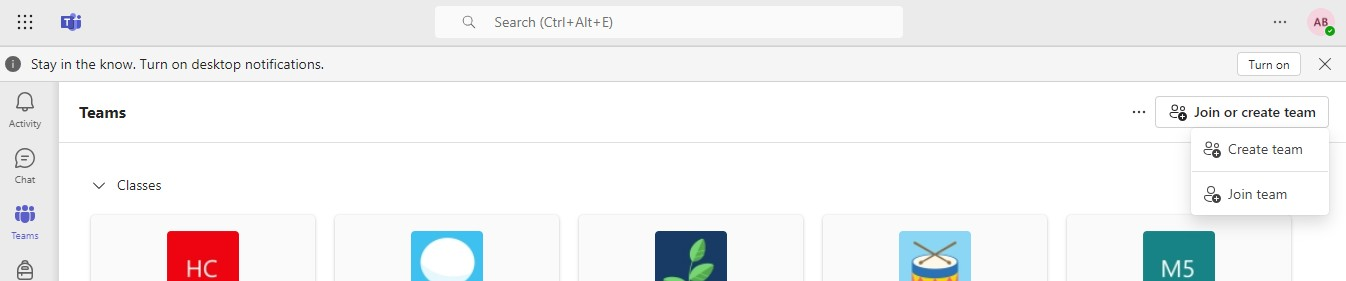 Search (Ctrl+Alt+E)
AB
Stay in the know. Turn on desktop notifications.
Turn on
Activity
Teams
Join or create team
Create team
Chat
Classes
Join team
Teams
HC
M5